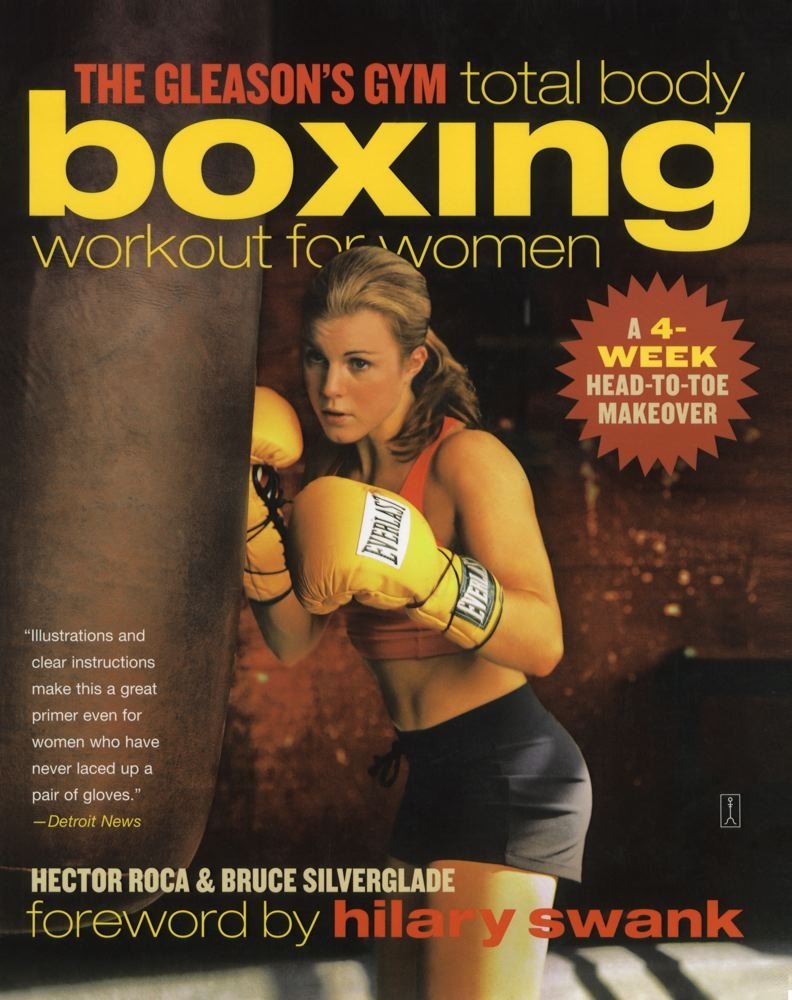 THE GLEASON'S GYM total body
boxing
workout for women
A 4-
WEEK
HEAD-TO-TOE
MAKEOVER
EVERLAST
EVERLAST
"Illustrations and
clear instructions
make this a great
primer even for
women who have
never laced up a
pair of gloves."
—Detroit News
HECTOR ROCA & BRUCE SILVERGLADE
foreword by hilary swank